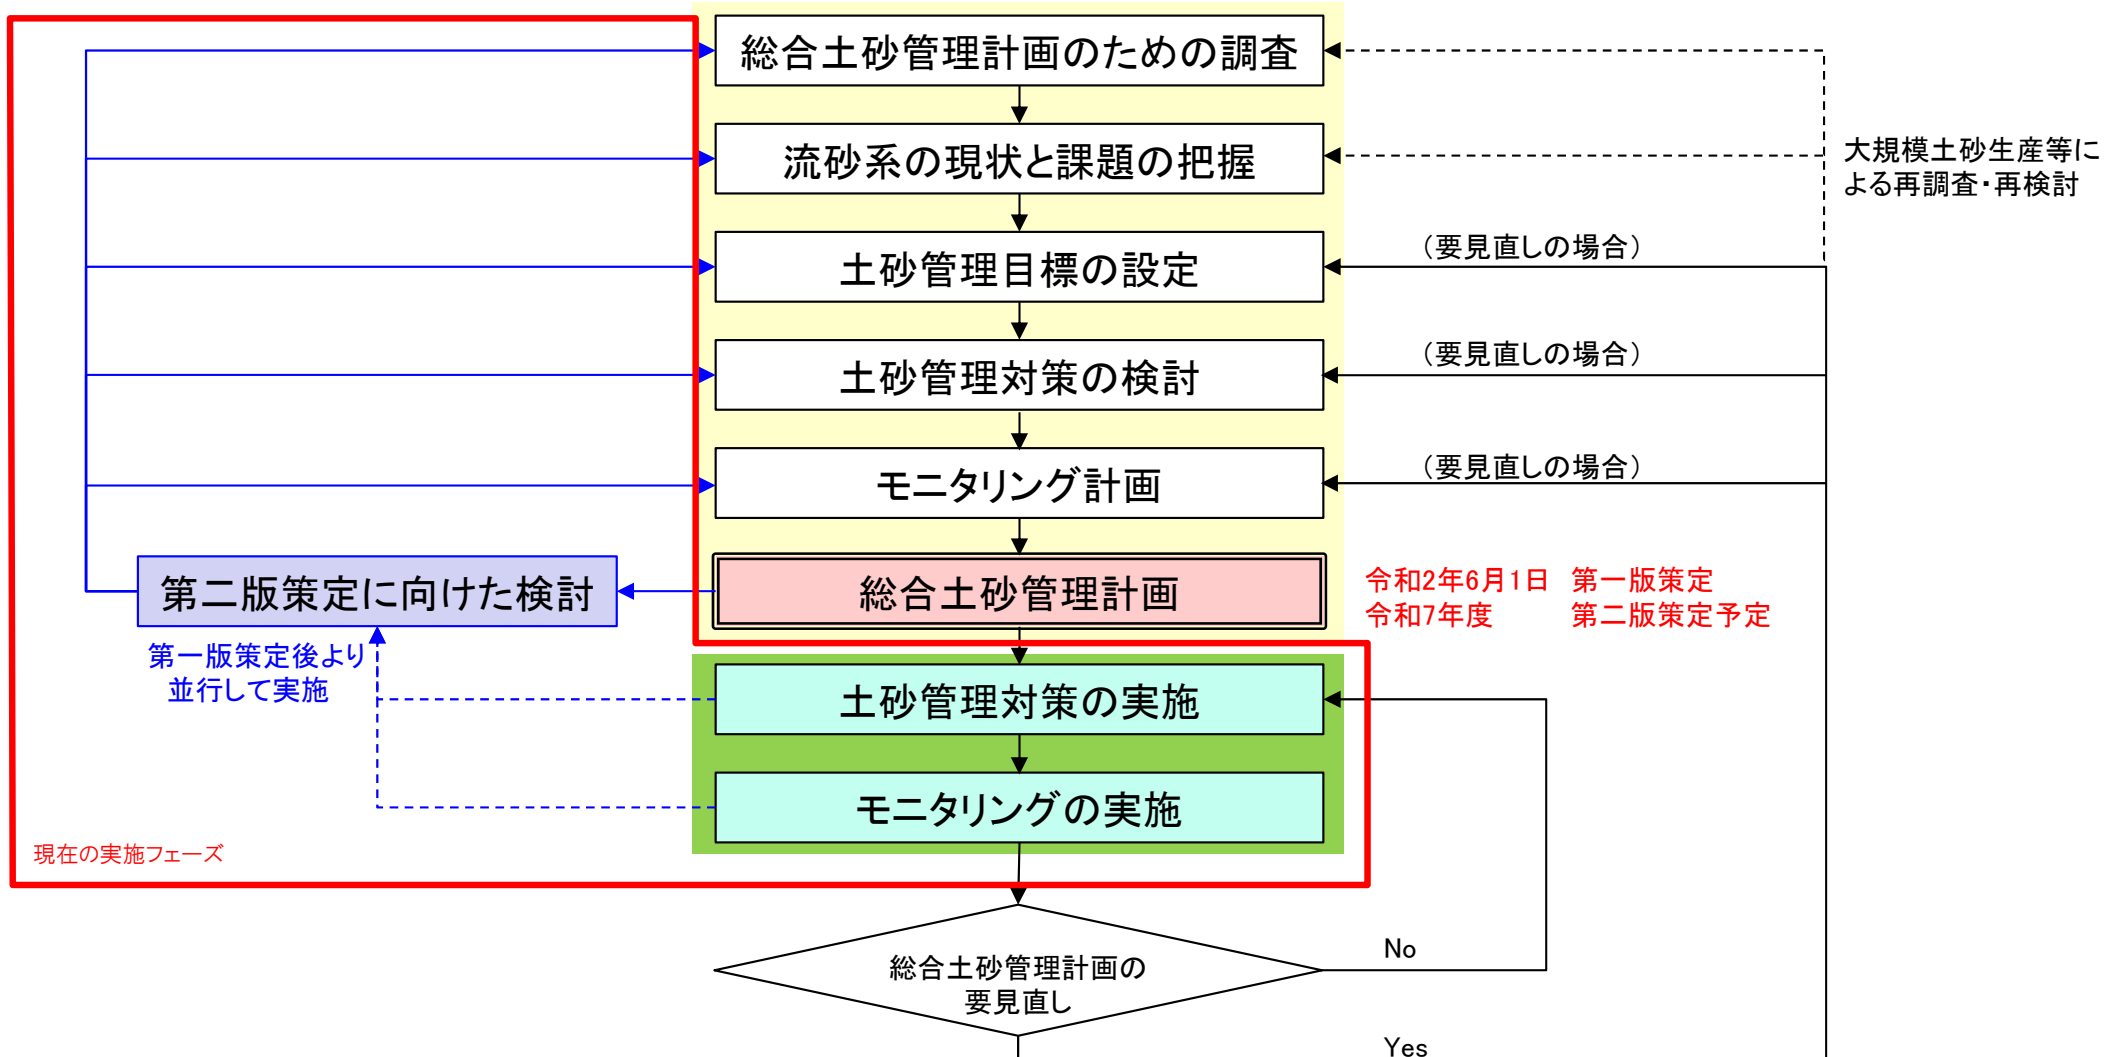 総合土砂管理計画のための調査
流砂系の現状と課題の把握
大規模土砂生産等に
よる再調査・再検討
土砂管理目標の設定
（要見直しの場合）
土砂管理対策の検討
（要見直しの場合）
モニタリング計画
（要見直しの場合）
第二版策定に向けた検討
総合土砂管理計画
令和2年6月1日　第一版策定
令和7年度　第二版策定予定
第一版策定後より
並行して実施
土砂管理対策の実施
モニタリングの実施
現在の実施フェーズ
総合土砂管理計画の
要見直し
No
Yes